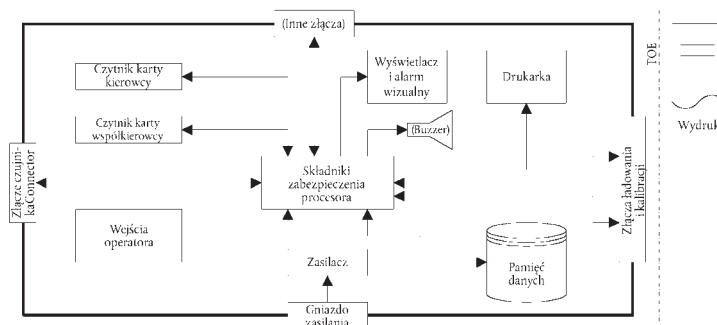 (Inne złącza)
Czytnik karty
kierowcy
Wyświetlacz
i alarm
wizualny
Drukarka
TOE
Wydruk
Czytnik karty
współkierowcy
(Buzzer)
Złącze czujni-
kaConnector
Składniki
zabezpieczenia
procesora
Złącza ładowania
i kalibracji
Wejścia
operatora
Zasilacz
Pamięć
danych
Gniazdo
zasilania